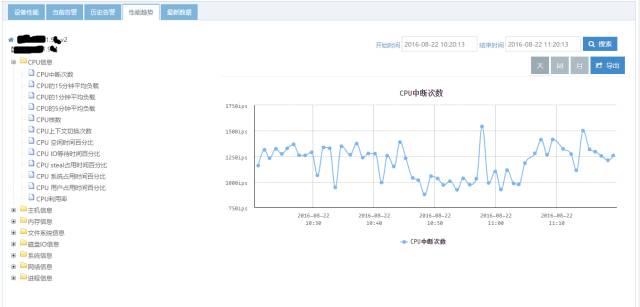 设备性能 当前告警 历史告警 性能趋势 最新数据
开始时间 2016-08-22 10:20:13 结束时间 2016-08-22 11:20:13 搜索
天 周 月 导出
CPU信息
CPU中断次数
CPU的15分钟平均负载
CPU的1分钟平均负载
CPU的5分钟平均负载
CPU核数
CPU上下文切换次数
CPU 空闲时间百分比
CPU IO等待时间百分比
CPU steal占用时间百分比
CPU 系统占用时间百分比
CPU 用户占用时间百分比
CPU利用率
主机信息
内存信息
文件系统信息
磁盘IO信息
系统信息
网络信息
进程信息
CPU中断次数
1750ips
1500ips
1250ips
1000ips
750ips
2016-08-22 2016-08-22 2016-08-22 2016-08-22 2016-08-22
10:30 10:40 10:50 11:00 11:10
CPU中断次数